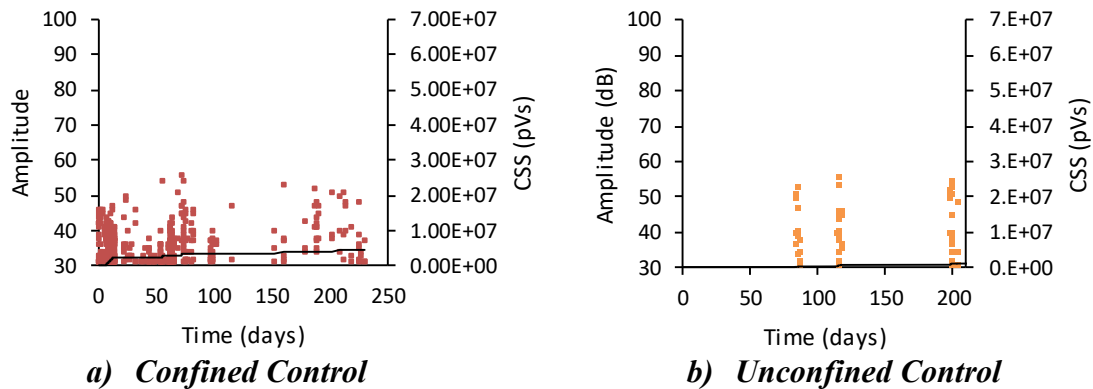 100
90
80
70
60
50
40
30
Amplitude
7.00E+07
6.00E+07
5.00E+07
4.00E+07
3.00E+07
2.00E+07
1.00E+07
0.00E+00
CSS (pVs)
0 50 100 150 200 250
Time (days)
a) Confined Control
100
90
80
70
60
50
40
30
Amplitude (dB)
7.E+07
6.E+07
5.E+07
4.E+07
3.E+07
2.E+07
1.E+07
0.E+00
CSS (pVs)
0 100 150 200
Time (days)
b) Unconfined Control